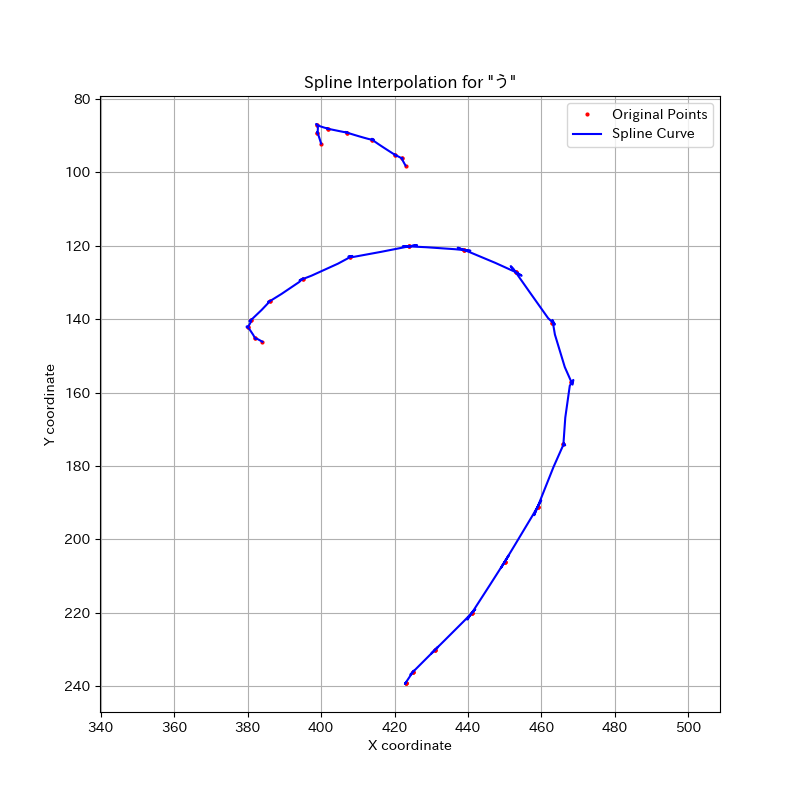 Spline Interpolation for "う"
Original Points
Spline Curve
80
100
120
140
160
180
200
220
240
Y coordinate
340 360 380 400 420 440 460 480 500
X coordinate
う